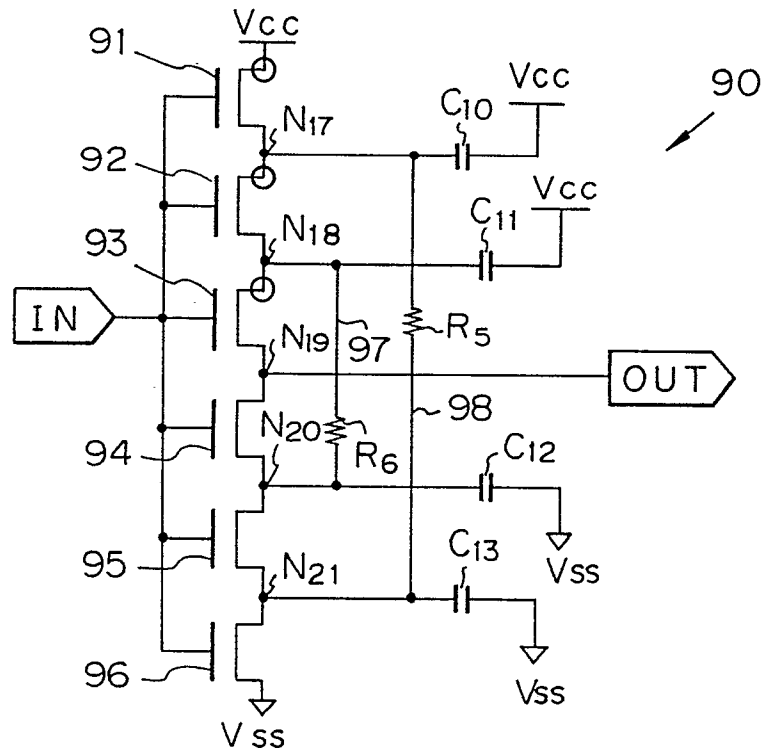 91
Vcc
Vcc
90
C10
N17
92
Vcc
C11
N18
93
IN
97
R5
N19
OUT
98
N20
R6
C12
94
Vss
95
N21
C13
96
Vss
Vss